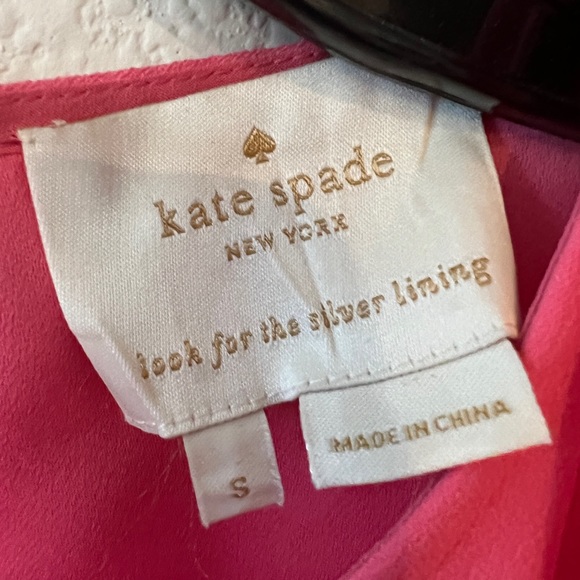 kate spade
NEW YORK
look for the silver lining
S
MADE IN CHINA